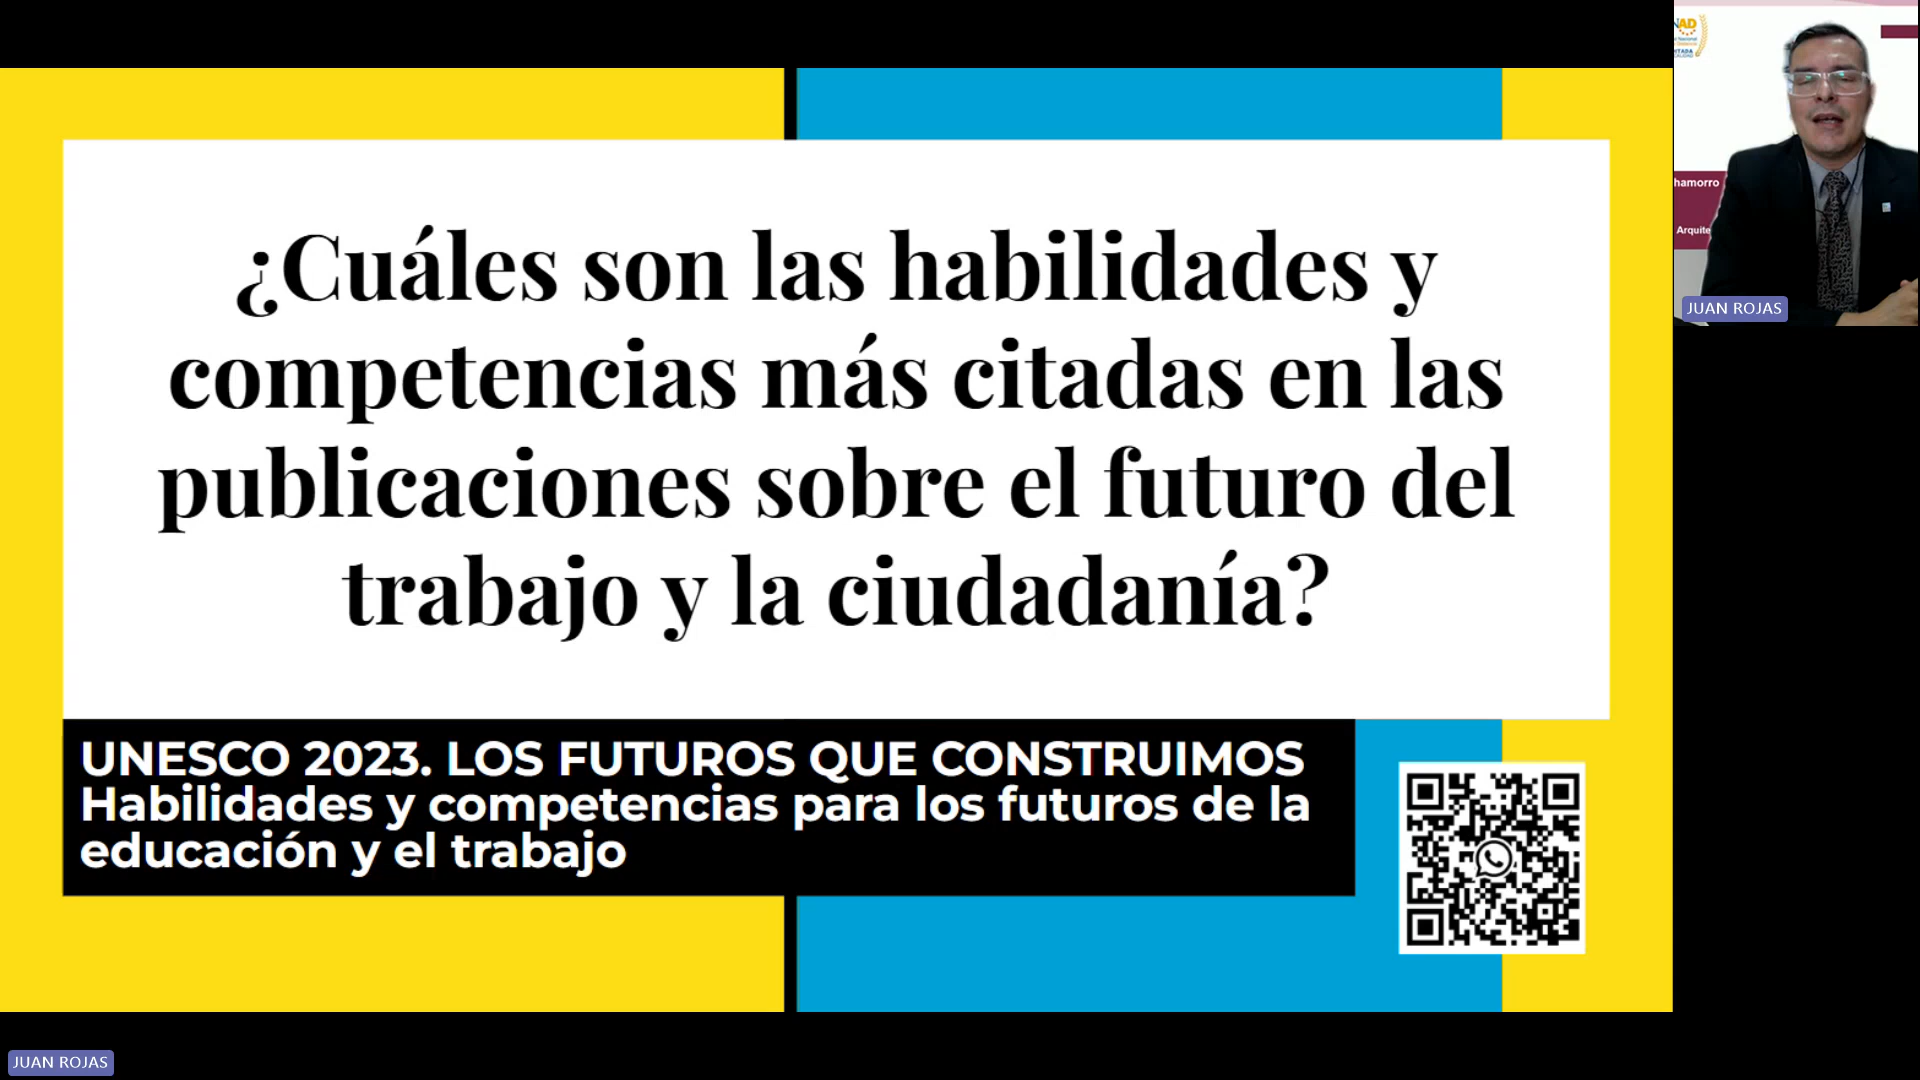 ¿Cuáles son las habilidades y
competencias más citadas en las
publicaciones sobre el futuro del
trabajo y la ciudadanía?
UNESCO 2023. LOS FUTUROS QUE CONSTRUIMOS
Habilidades y competencias para los futuros de la
educación y el trabajo
hamorro
Arquite
JUAN ROJAS
JUAN ROJAS